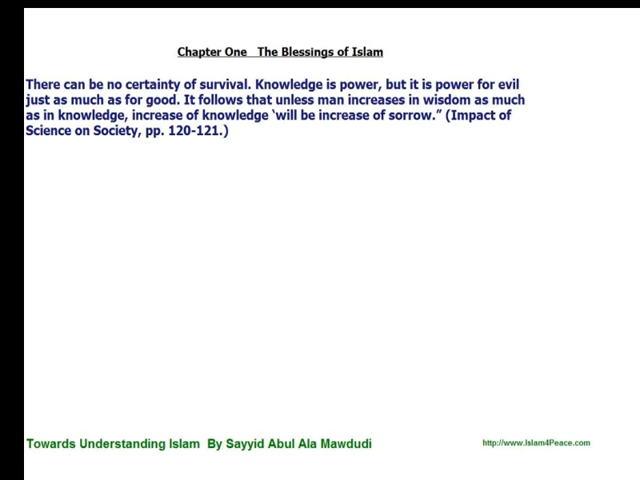 Chapter One   The Blessings of Islam
There can be no certainty of survival. Knowledge is power, but it is power for evil
just as much as for good. It follows that unless man increases in wisdom as much
as in knowledge, increase of knowledge ‘will be increase of sorrow.” (Impact of
Science on Society, pp. 120-121.)
Towards Understanding Islam  By Sayyid Abul Ala Mawdudi
http://www.Islam4Peace.com